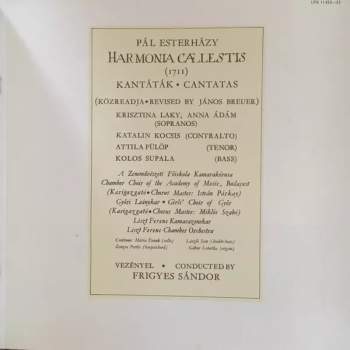 PÁL ESTERHÁZY
HARMONIA CÆLESTIS
(1711)
KANTÁTÁK • CANTATAS
(KÖZREADJA • REVISED BY JÁNOS BREUER)
KRISZTINA LAKY, ANNA ÁDÁM
(SOPRANOS)
KATALIN KOCSIS (CONTRALTO)
ATTILA FÜLÖP (TENOR)
KOLOS SUPALA (BASS)
A Zeneművészeti Főiskola Kamarakórusa
Chamber Choir of the Academy of Music, Budapest
(Karigazgató • Chorus Master: István Párkai)
Győri Leánykar • Girls' Choir of Győr
(Karigazgató • Chorus Master: Miklós Szabó)
Liszt Ferenc Kamarazenekar
Liszt Ferenc Chamber Orchestra
VEZÉNYEL • CONDUCTED BY
FRIGYES SÁNDOR